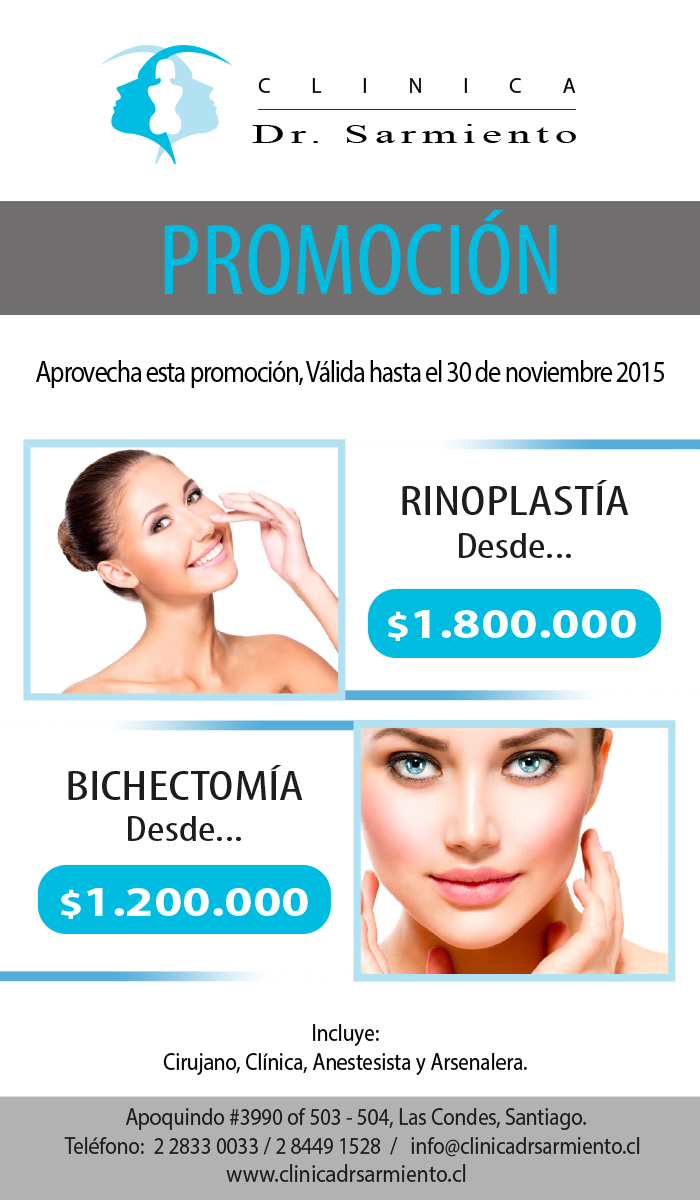 CLINICA
Dr. Sarmiento
PROMOCIÓN
Aprovecha esta promoción, Válida hasta el 30 de noviembre 2015
RINOPLASTÍA
Desde...
$1.800.000
BICHECTOMÍA
Desde...
$1.200.000
Incluye:
Cirujano, Clínica, Anestesista y Arsenalera.
Apoquindo #3990 of 503 - 504, Las Condes, Santiago.
Teléfono: 2 2833 0033 / 2 8449 1528 / info@clinicadrsarmiento.cl
www.clinicadrsarmiento.cl